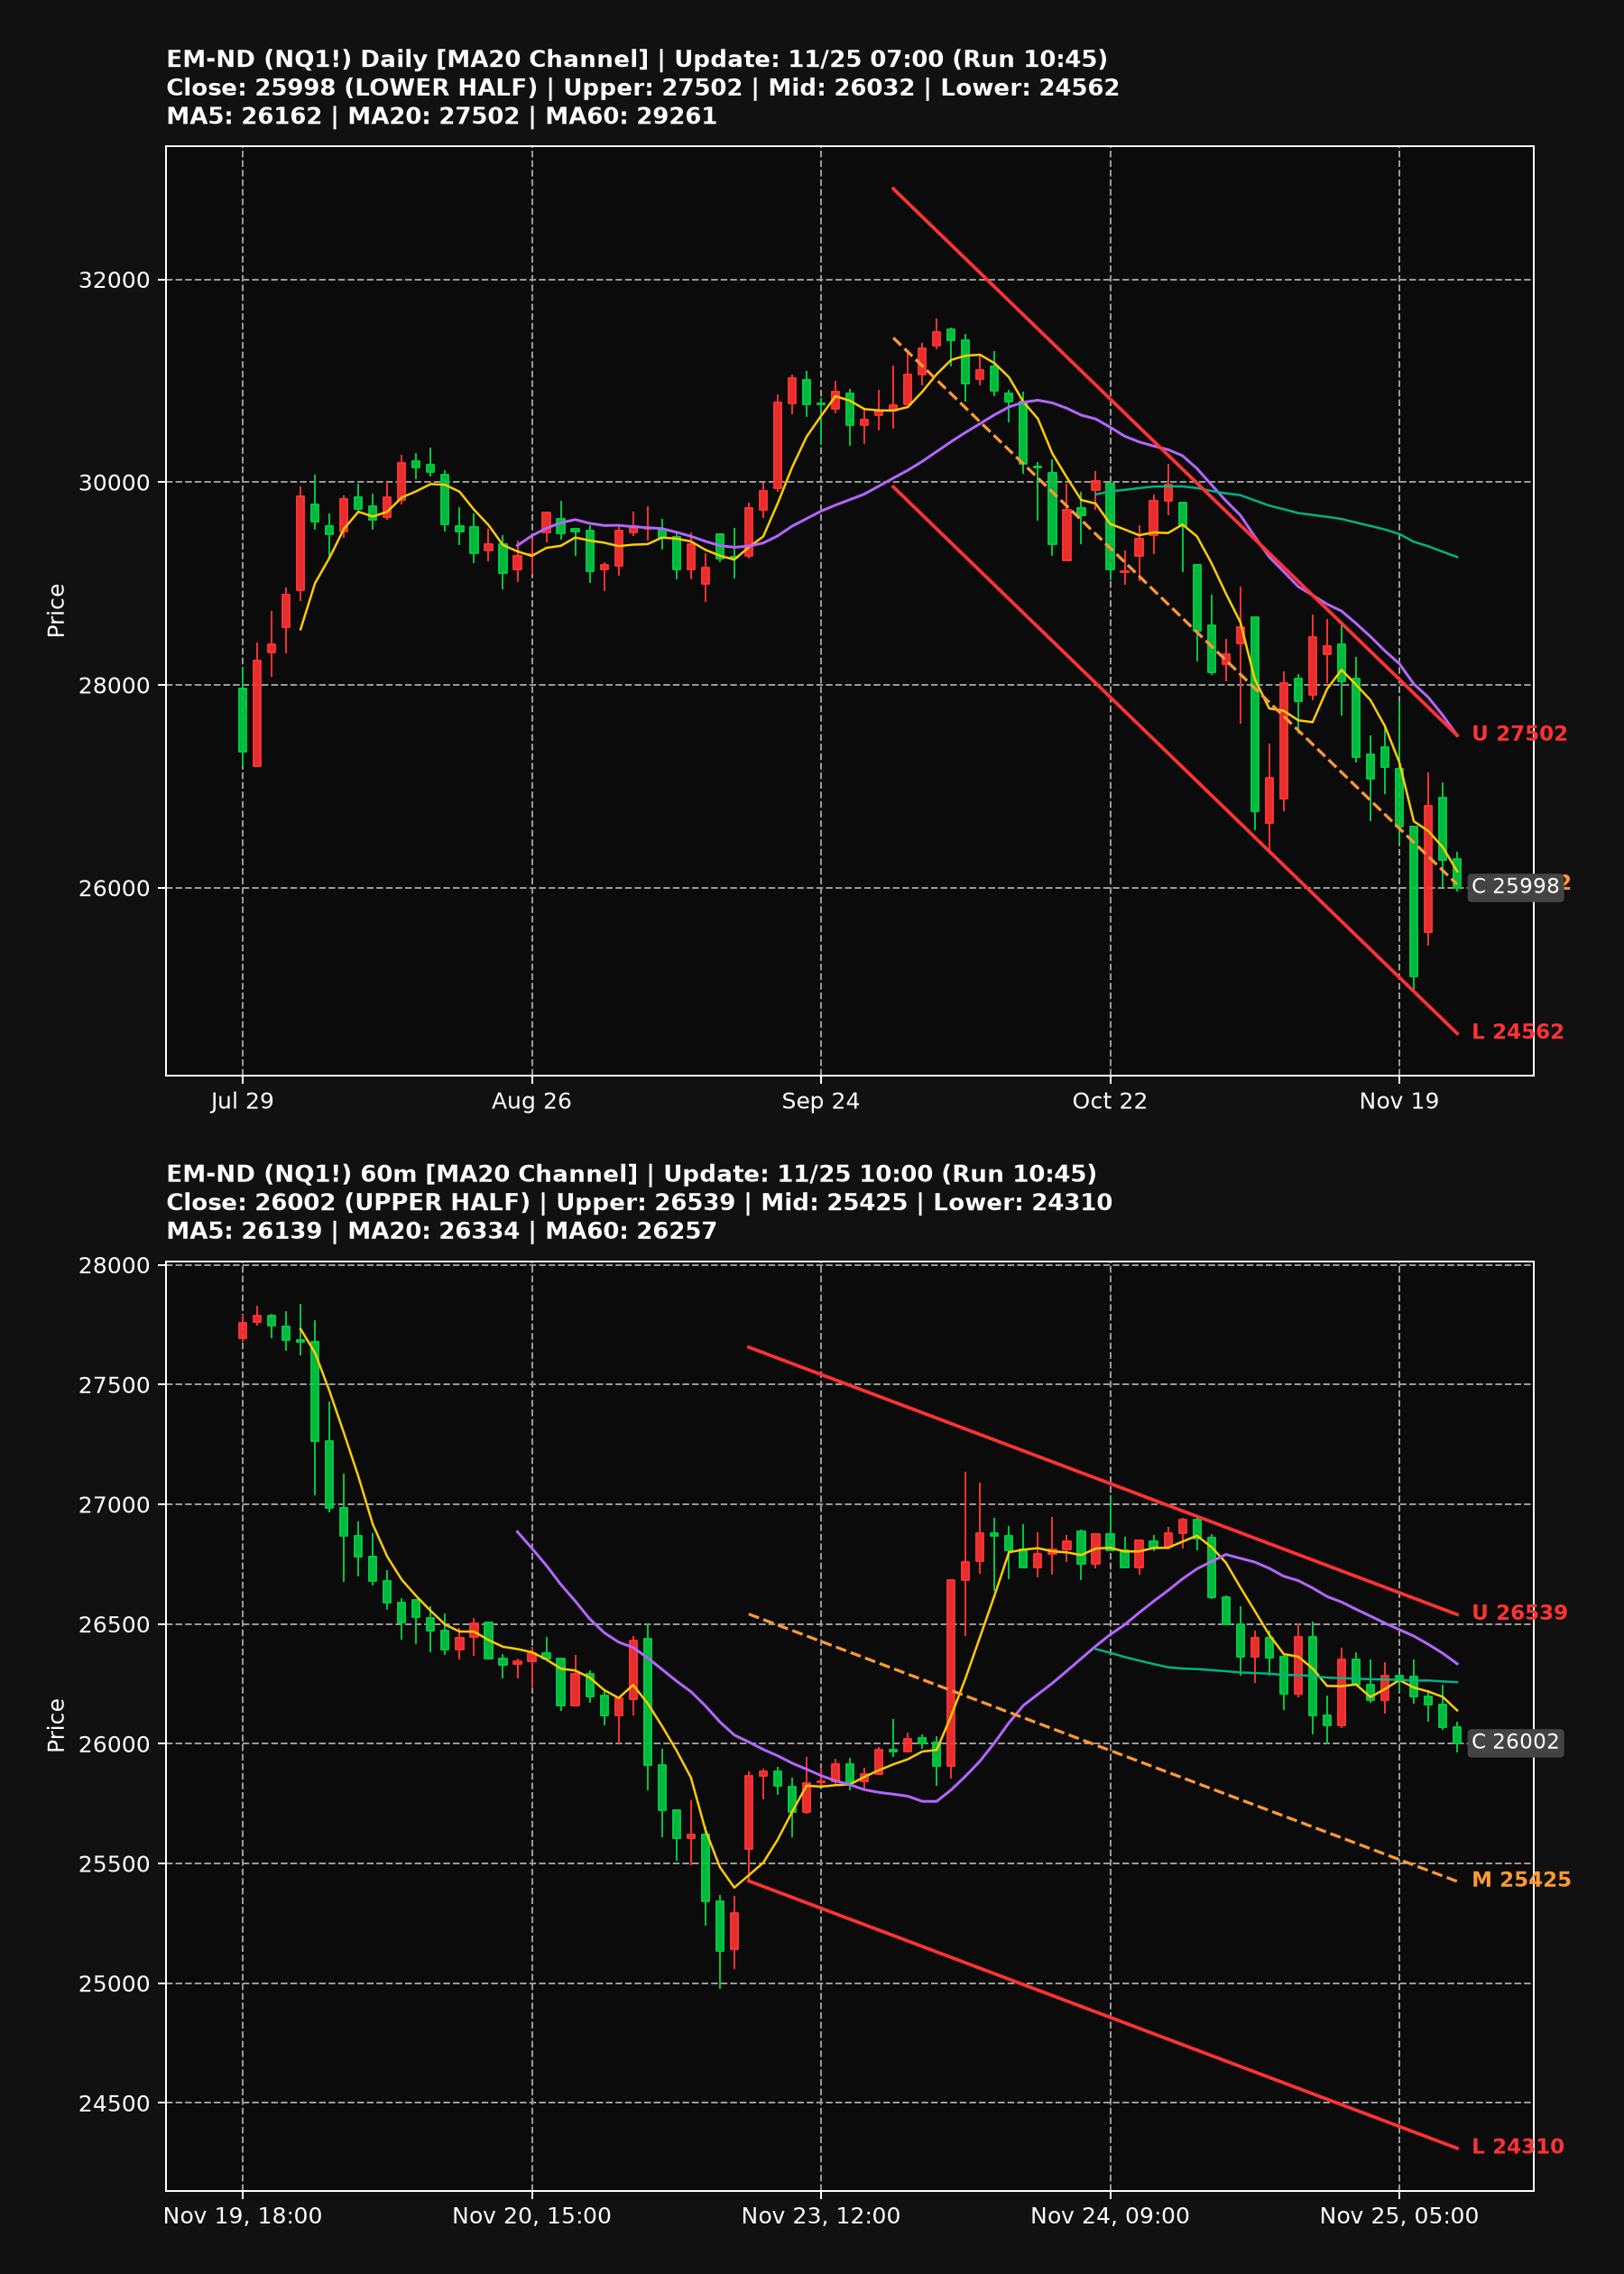 EM-ND (NQ1!) Daily [MA20 Channel] | Update: 11/25 07:00 (Run 10:45)
Close: 25998 (LOWER HALF) | Upper: 27502 | Mid: 26032 | Lower: 24562
MA5: 26162 | MA20: 27502 | MA60: 29261
32000
30000
28000
26000
Price
U 27502
C 25998
L 24562
Jul 29
Aug 26
Sep 24
Oct 22
Nov 19
EM-ND (NQ1!) 60m [MA20 Channel] | Update: 11/25 10:00 (Run 10:45)
Close: 26002 (UPPER HALF) | Upper: 26539 | Mid: 25425 | Lower: 24310
MA5: 26139 | MA20: 26334 | MA60: 26257
28000
27500
27000
26500
26000
25500
25000
24500
Price
U 26539
C 26002
M 25425
L 24310
Nov 19, 18:00
Nov 20, 15:00
Nov 23, 12:00
Nov 24, 09:00
Nov 25, 05:00